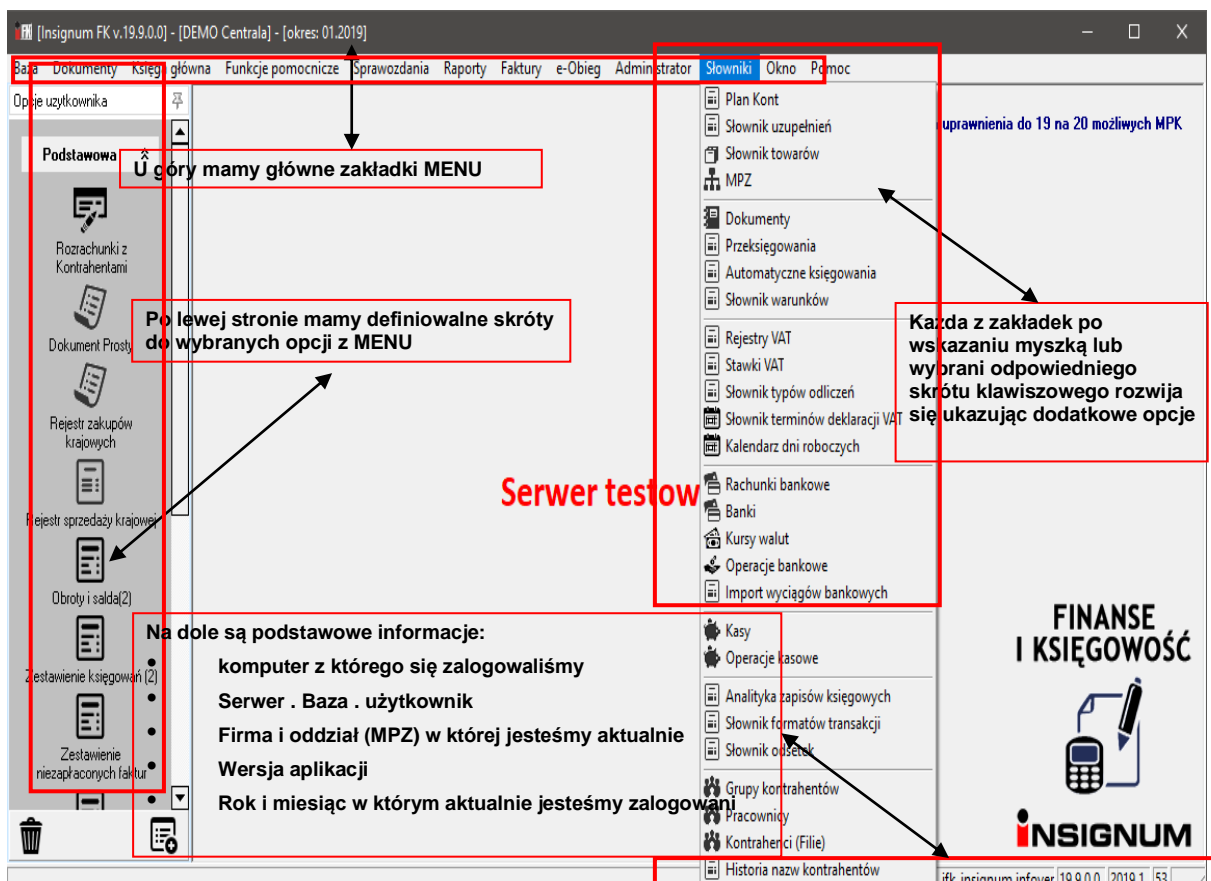 [Insignum FK v.19.9.0.0] - [DEMO Centrala] - [okres: 01.2019]
Baza Dokumenty Księga główna Funkcje pomocnicze Sprawozdania Raporty Faktury e-Obieg Administrator Słowniki Okno Pomoc
Opcje uzytkownika
Podstawowa
U góry mamy główne zakładki MENU
Rozrachunki z
Kontrahentami
Dokument Prosty
Po lewej stronie mamy definiowalne skróty
do wybranych opcji z MENU
Rejestr zakupów
krajowych
Rejestr sprzedaży krajowej
Obroty i salda(2)
Zestawienie księgowań (2)
Zestawienie
niezapłaconych faktur
Serwer testow
Na dole są podstawowe informacje:
• komputer z którego się zalogowaliśmy
• Serwer . Baza . użytkownik
• Firma i oddział (MPZ) w której jesteśmy aktualnie
• Wersja aplikacji
• Rok i miesiąc w którym aktualnie jesteśmy zalogowani
Plan Kont
Słownik uzupełnień
Słownik towarów
MPZ
Dokumenty
Przeksięgowania
Automatyczne księgowania
Słownik warunków
Rejestry VAT
Stawki VAT
Słownik typów odliczeń
Słownik terminów deklaracji VAT
Kalendarz dni roboczych
Rachunki bankowe
Banki
Kursy walut
Operacje bankowe
Import wyciągów bankowych
Kasy
Operacje kasowe
Analityka zapisów księgowych
Słownik formatów transakcji
Słownik odsetek
Grupy kontrahentów
Pracownicy
Kontrahenci (Filie)
Historia nazw kontrahentów
uprawnienia do 19 na 20 możliwych MPK
Każda z zakładek po
wskazaniu myszką lub
wybrani odpowiedniego
skrótu klawiszowego rozwija
się ukazując dodatkowe opcje
FINANSE
I KSIĘGOWOŚĆ
INSIGNUM
ifk_insignum.infover 19.9.0.0 2019.1 53